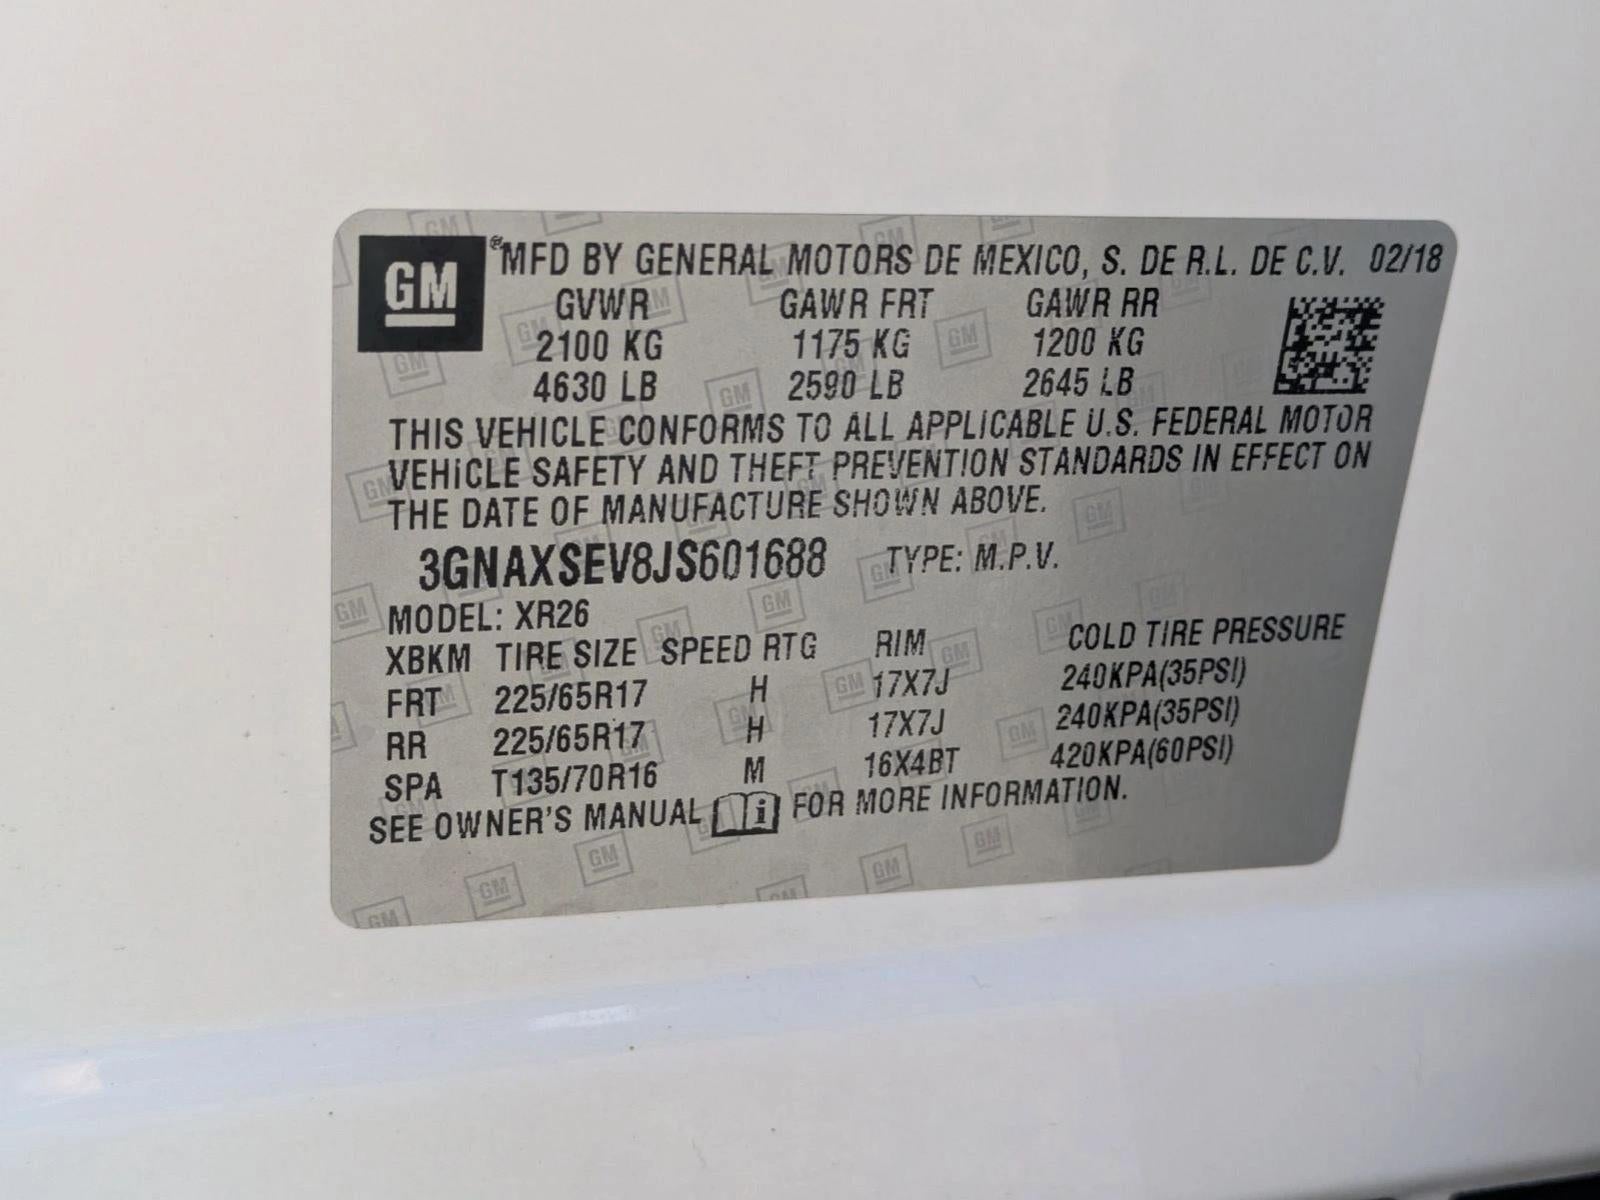 GM ® MFD BY GENERAL MOTORS DE MEXICO, S. DE R.L. DE C.V. 02/18
GVWR GAWR FRT GAWR RR
2100 KG 1175 KG 1200 KG
4630 LB 2590 LB 2645 LB
THIS VEHICLE CONFORMS TO ALL APPLICABLE U.S. FEDERAL MOTOR
VEHICLE SAFETY AND THEFT PREVENTION STANDARDS IN EFFECT ON
THE DATE OF MANUFACTURE SHOWN ABOVE.
3GNAXSEV8JS601688 TYPE: M.P.V.
MODEL: XR26
XBKM TIRE SIZE SPEED RTG RIM COLD TIRE PRESSURE
FRT 225/65R17 H 17X7J 240KPA(35PSI)
RR 225/65R17 H 17X7J 240KPA(35PSI)
SPA T135/70R16 M 16X4BT 420KPA(60PSI)
SEE OWNER'S MANUAL i FOR MORE INFORMATION.